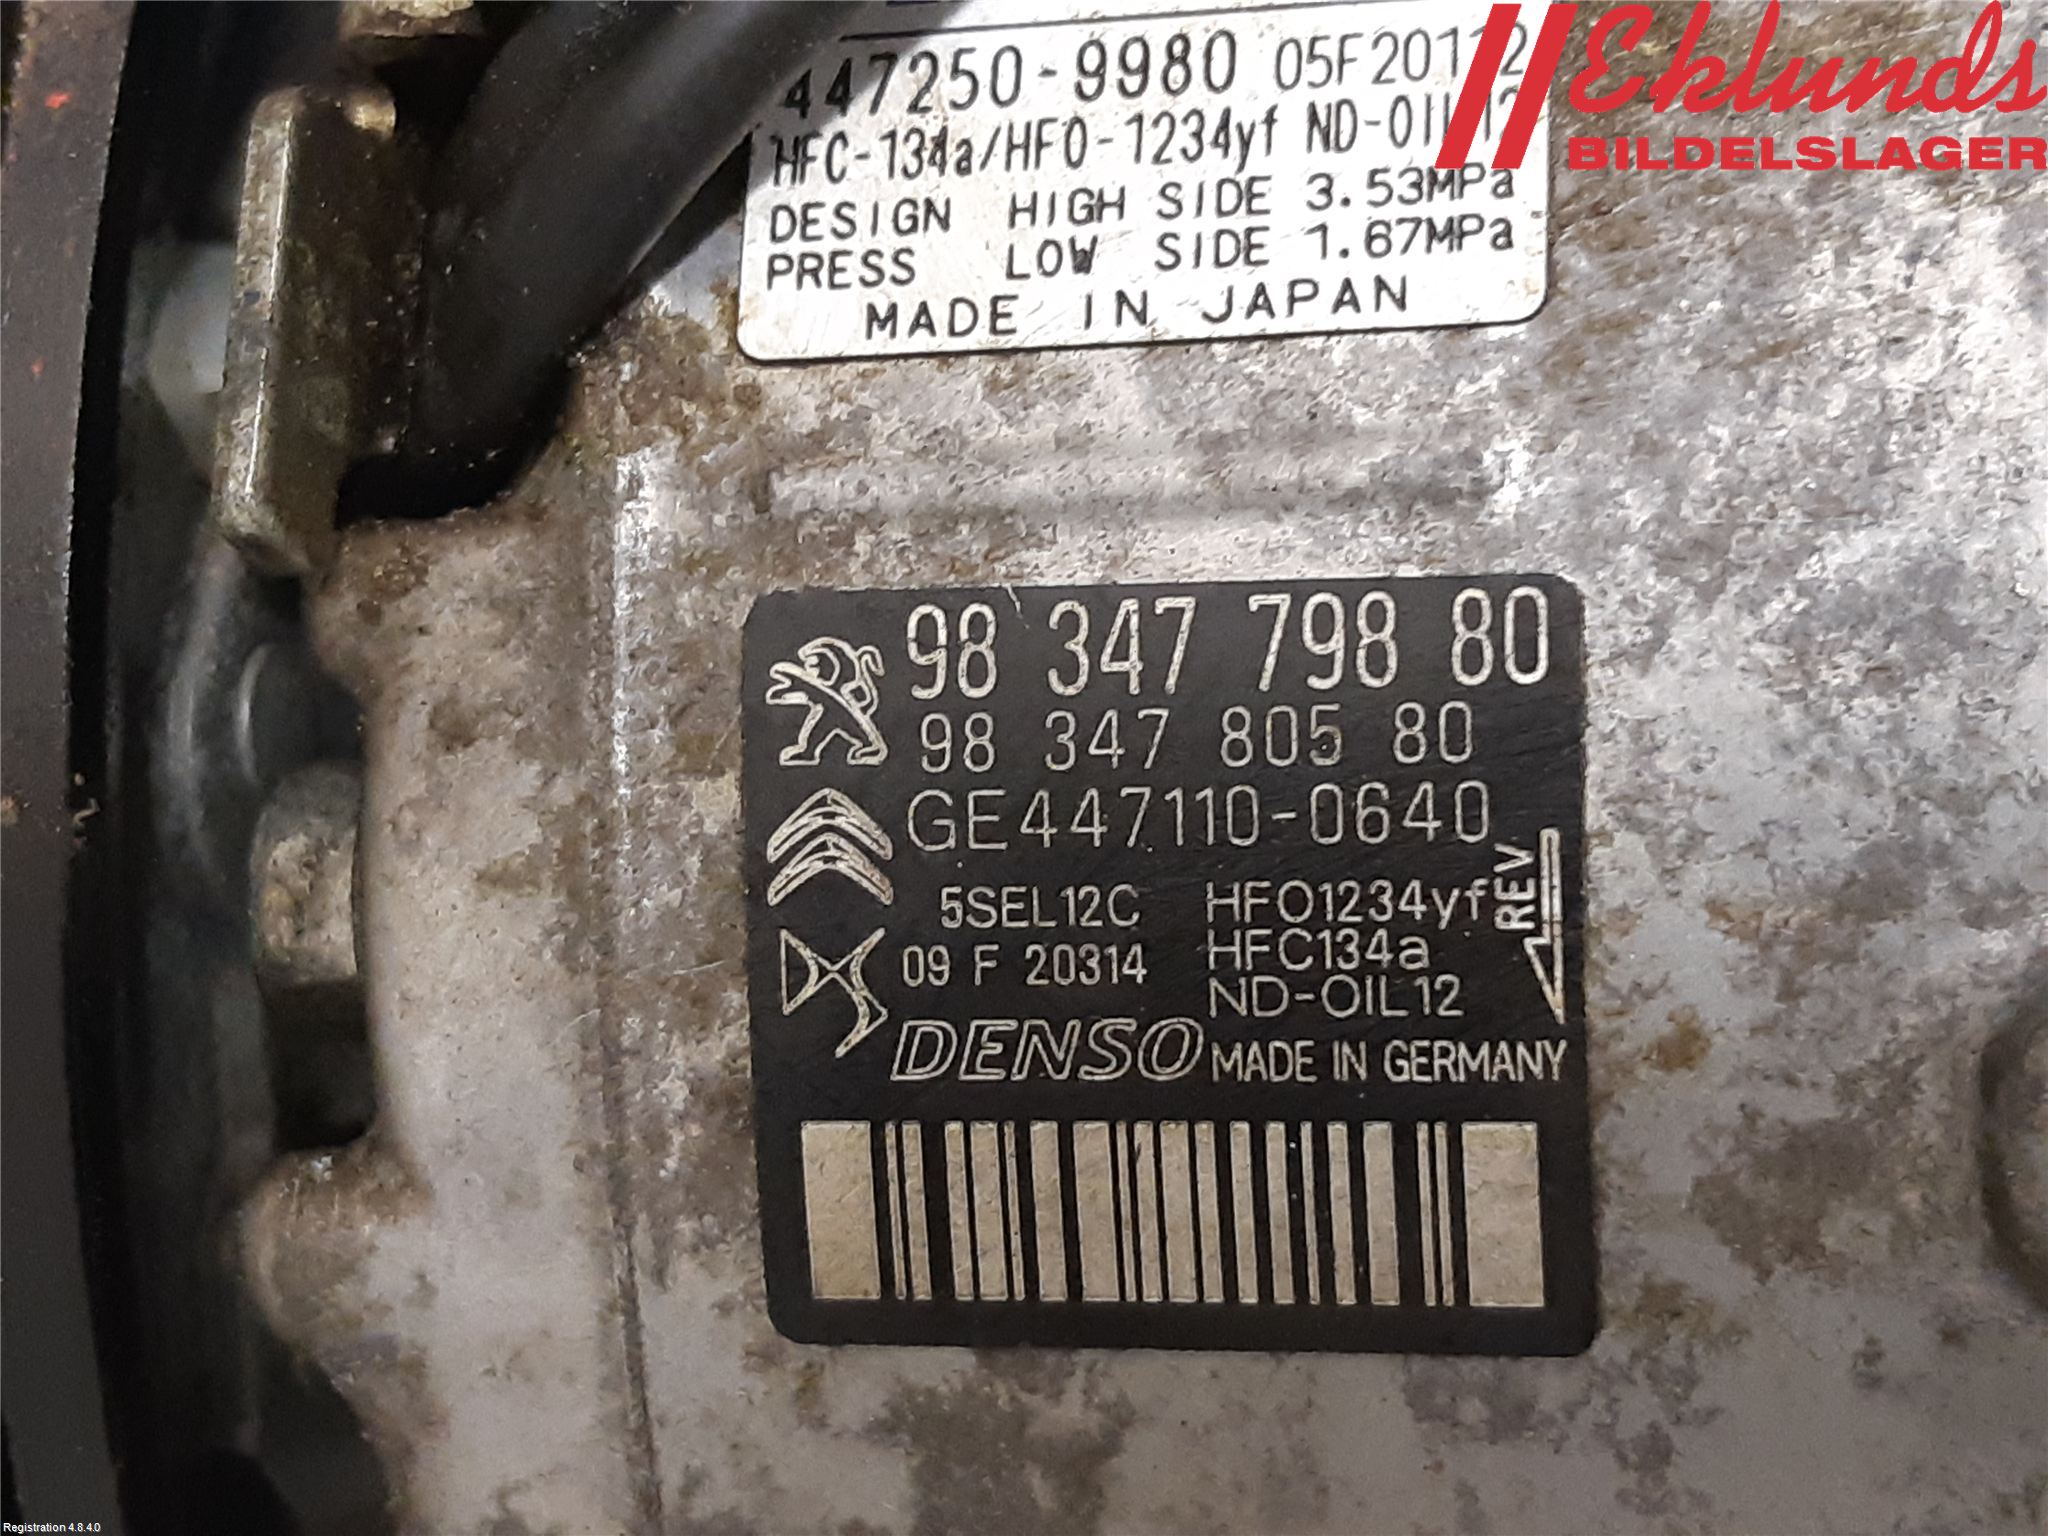 447250-9980 05F20112
HFC-134a/HFO-1234yf ND-OIL12
DESIGN HIGH SIDE 3.53MPa
PRESS LOW SIDE 1.67MPa
MADE IN JAPAN
Eklunds
BILDELSLAGER
98 347 798 80
98 347 805 80
GE447110-0640
5SEL12C HFO1234yf
09 F 20314 HFC134a
ND-OIL12
REV
DENSO MADE IN GERMANY
Registration 4.8.4.0